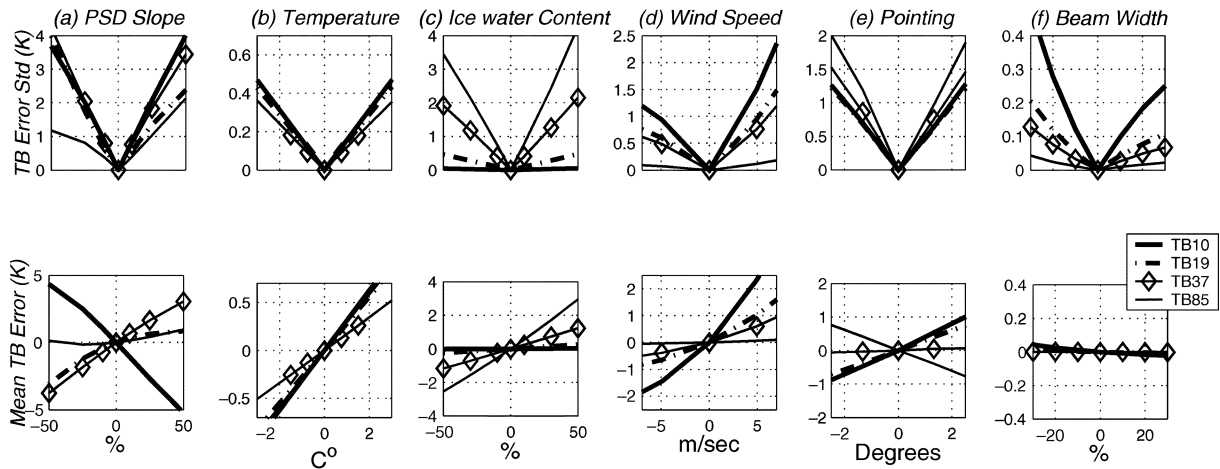 (a) PSD Slope (b) Temperature (c) Ice water Content (d) Wind Speed (e) Pointing (f) Beam Width
TB Error Std (K)
4 3 2 1 0
0.6 0.4 0.2 0
4 3 2 1 0
2.5 2 1.5 1 0.5 0
2 1.5 1 0.5 0
0.4 0.3 0.2 0.1 0
TB10
TB19
TB37
TB85
Mean TB Error (K)
5 0 −5
0.5 0 −0.5
4 2 0 −2 −4
2 1 0 −1 −2
2 1 0 −1 −2
0.4 0.2 0 −0.2 −0.4
−50 0 50
−2 0 2
−50 0 50
−5 0 5
−2 0 2
−20 0 20
% C° % m/sec Degrees %